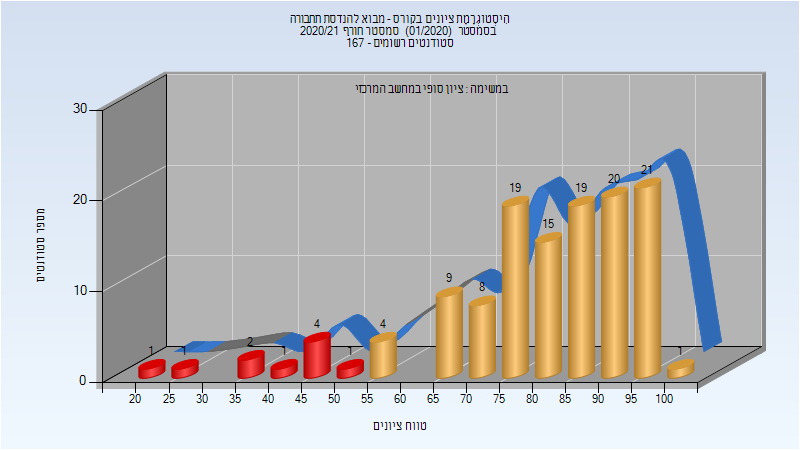 היסטוגרמת ציונים בקורס - מבוא להנדסת תחבורה
בסמסטר (01/2020) סמסטר חורף 2020/21
סטודנטים רשומים - 167
במשימה : ציון סופי במחשב המרכזי
מספר סטודנטים
30
20
10
0
1
1
2
1
4
1
4
9
8
19
15
19
20
21
1
20 25 30 35 40 45 50 55 60 65 70 75 80 85 90 95 100
טווח ציונים